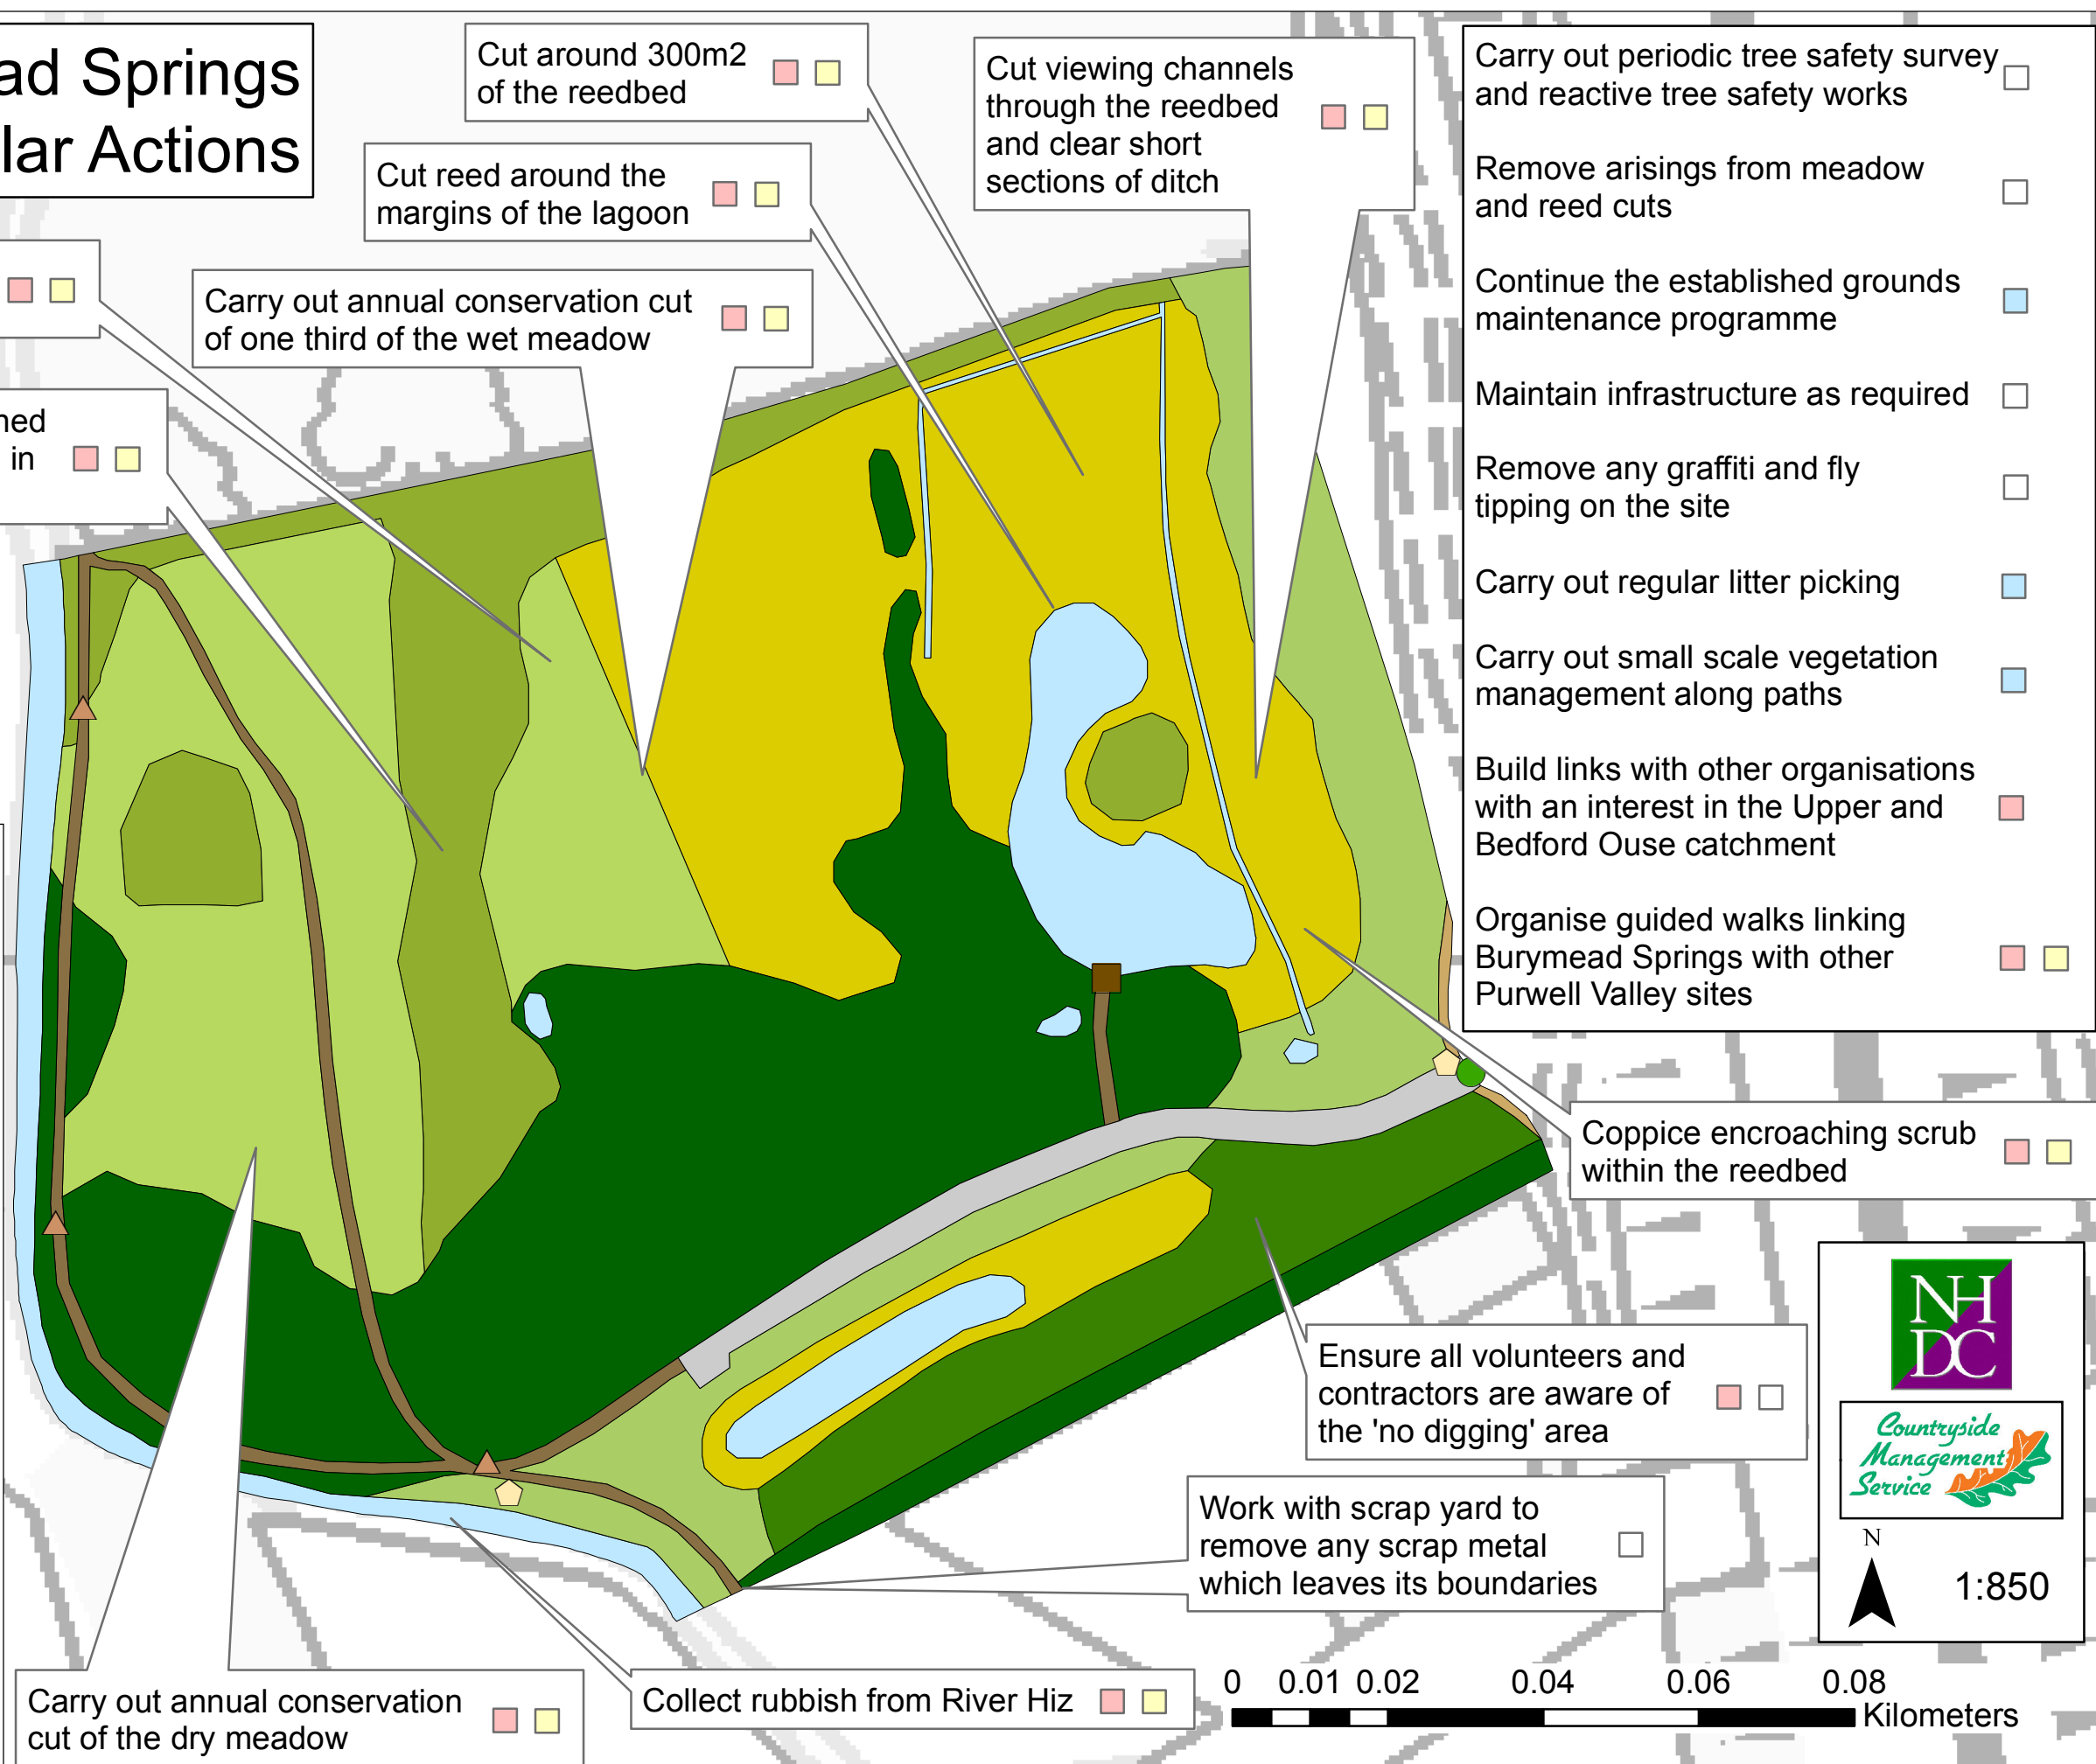 ad Springs
lar Actions
Cut around 300m2
of the reedbed
Cut viewing channels
through the reedbed
and clear short
sections of ditch
Cut reed around the
margins of the lagoon
Carry out annual conservation cut
of one third of the wet meadow
ned
in
Carry out periodic tree safety survey
and reactive tree safety works
Remove arisings from meadow
and reed cuts
Continue the established grounds
maintenance programme
Maintain infrastructure as required
Remove any graffiti and fly
tipping on the site
Carry out regular litter picking
Carry out small scale vegetation
management along paths
Build links with other organisations
with an interest in the Upper and
Bedford Ouse catchment
Organise guided walks linking
Burymead Springs with other
Purwell Valley sites
Coppice encroaching scrub
within the reedbed
Ensure all volunteers and
contractors are aware of
the 'no digging' area
Work with scrap yard to
remove any scrap metal
which leaves its boundaries
Collect rubbish from River Hiz
Carry out annual conservation
cut of the dry meadow
NH
DC
Countryside
Management
Service
N
1:850
0 0.01 0.02 0.04 0.06 0.08
Kilometers